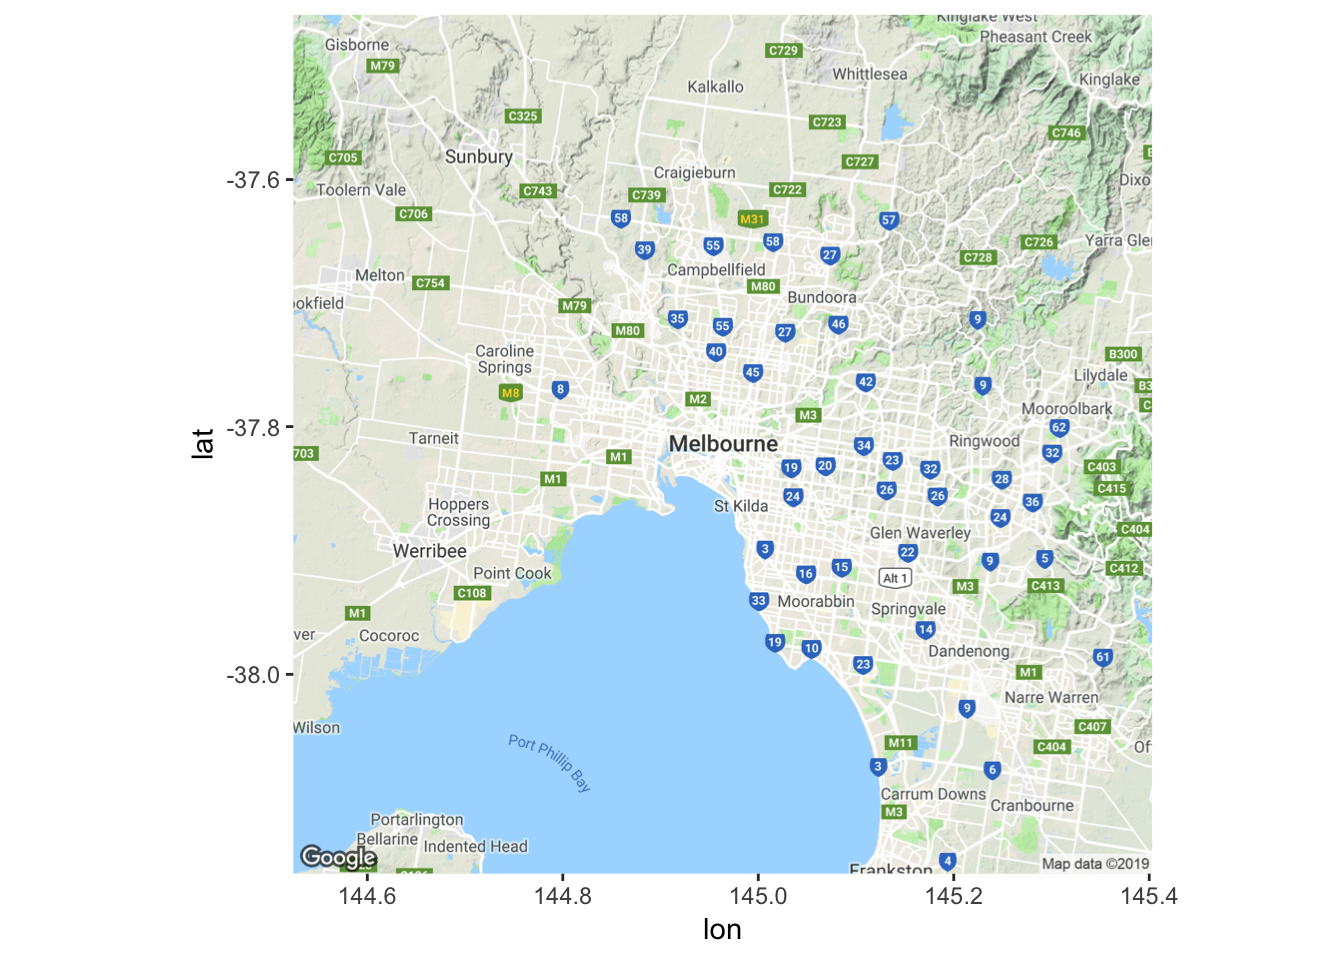 Kinglake West
Gisborne
Pheasant Creek
C729
M79
Whittlesea
Kinglake
Kalkallo
C325
C723
C746
C705
Sunbury
C727
Craigieburn
-37.6
Toolern Vale
C743
C739
C722
Dixo
C706
58
M31
57
39
55
58
27
C726
Yarra Gler
C728
Campbellfield
Melton
C754
M80
Bundoora
ookfield
M79
35
55
27
46
9
M80
40
Caroline
Springs
45
B300
M8
8
42
9
Lilydale
B3
M2
M3
C
Mooroolbark
62
-37.8
lat
Tarneit
Melbourne
34
Ringwood
32
703
M1
19
20
23
32
C403
M1
24
26
26
28
C415
36
Hoppers
Crossing
St Kilda
24
C404
Glen Waverley
Werribee
3
22
9
5
Point Cook
16
15
Alt 1
C412
C108
M3
C413
M1
33
Moorabbin
Springvale
ver
Cocoroc
19
10
14
Dandenong
23
61
-38.0
M1
Narre Warren
Wilson
9
C407
Port Phillip Bay
M11
C404
Of
3
6
Carrum Downs
Cranbourne
M3
Portarlington
Bellarine
Indented Head
Google
Frankston
4
Map data ©2019
144.6
144.8
145.0
145.2
145.4
lon